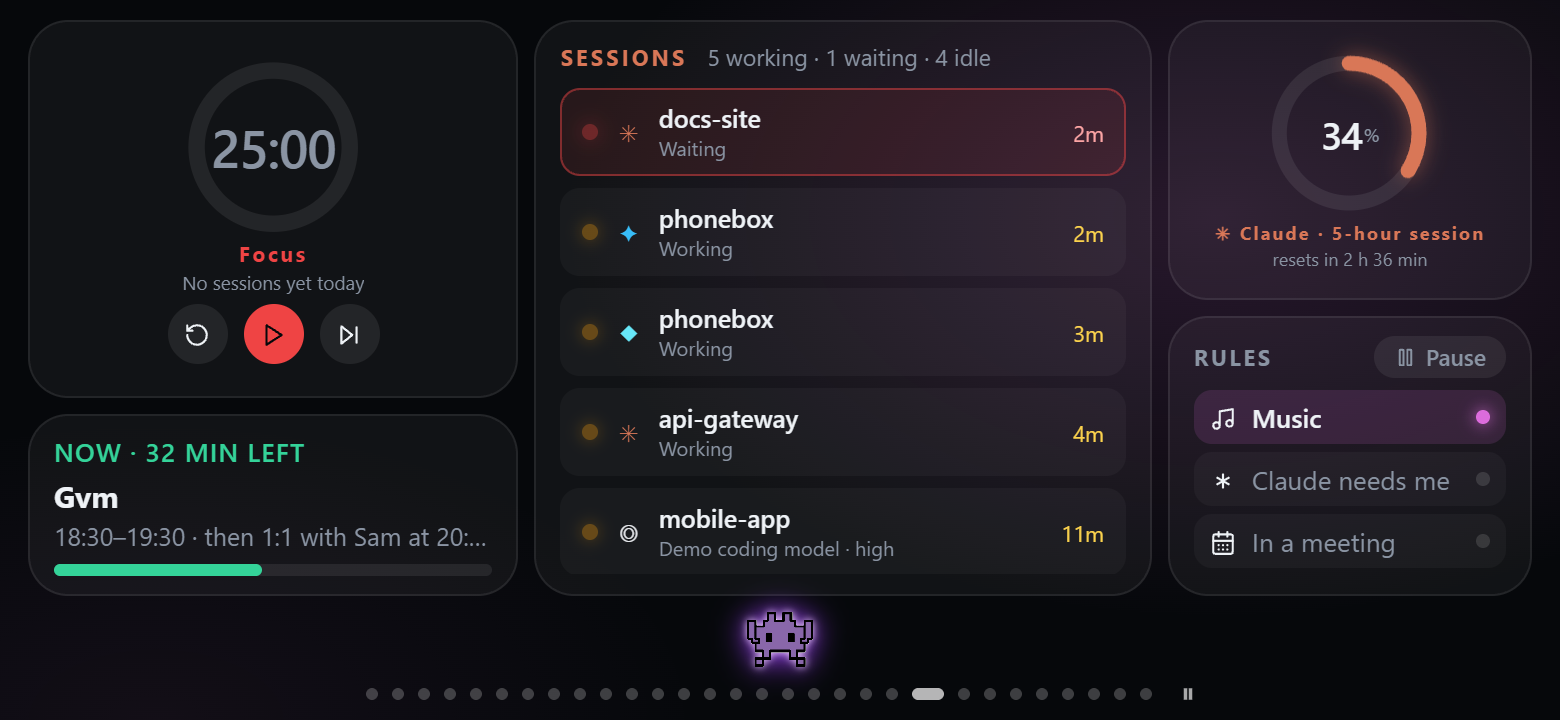 25:00
Focus
No sessions yet today
NOW · 32 MIN LEFT
Gvm
18:30–19:30 · then 1:1 with Sam at 20:...
SESSIONS 5 working · 1 waiting · 4 idle
docs-site
Waiting
2m
phonebox
Working
2m
phonebox
Working
3m
api-gateway
Working
4m
mobile-app
Demo coding model · high
11m
34%
Claude · 5-hour session
resets in 2 h 36 min
RULES
Pause
Music
Claude needs me
In a meeting